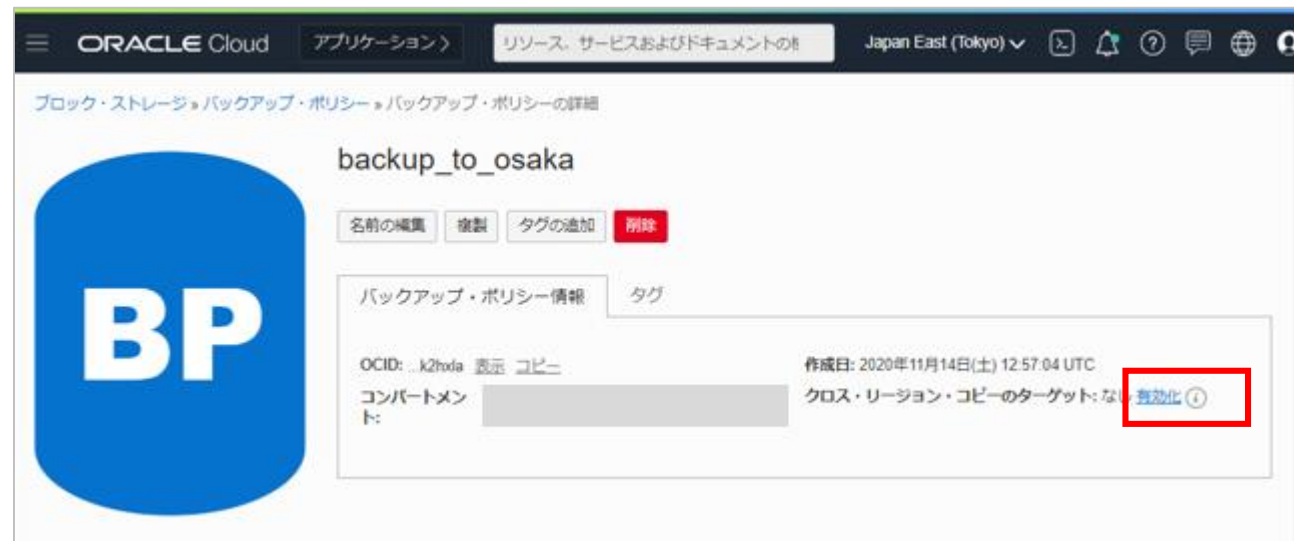 ORACLE Cloud アプリケーション > リソース、サービスおよびドキュメントの Japan East (Tokyo)
ブロック・ストレージ » バックアップ・ポリシー » バックアップ・ポリシーの詳細
backup_to_osaka
名前の編集 複製 タグの追加 削除
BP
バックアップ・ポリシー情報 タグ
OCID: ...k2hxda 表示 コピー 作成日: 2020年11月14日(土) 12:57:04 UTC
コンパートメン クロス・リージョン・コピーのターゲット: なし 有効化
ト: